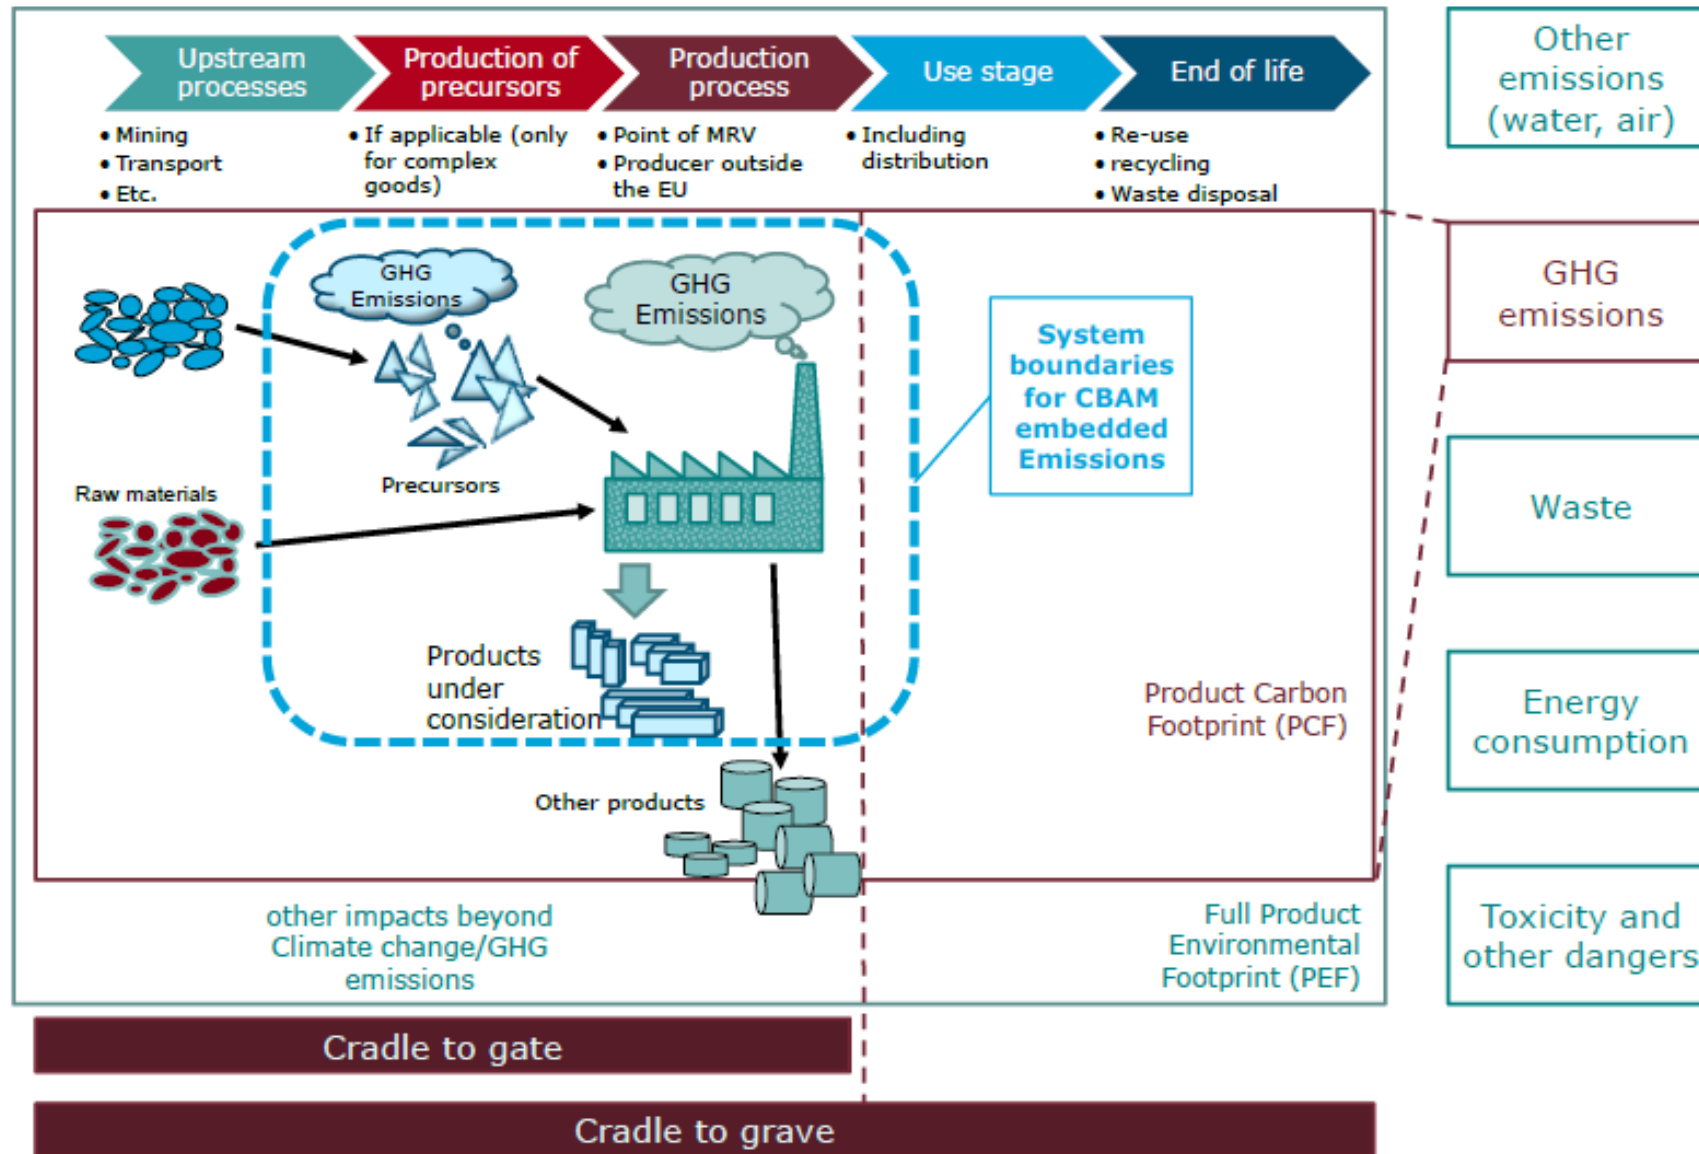 Upstream
processes
Production of
precursors
Production
process
Use stage
End of life
• Mining
• Transport
• Etc.
• If applicable (only
for complex
goods)
• Point of MRV
• Producer outside
the EU
• Including
distribution
• Re-use
• recycling
• Waste disposal
GHG
Emissions
GHG
Emissions
System
boundaries
for CBAM
embedded
Emissions
Precursors
Raw materials
Products
under
consideration
Other products
Product Carbon
Footprint (PCF)
other impacts beyond
Climate change/GHG
emissions
Full Product
Environmental
Footprint (PEF)
Cradle to gate
Cradle to grave
Other
emissions
(water, air)
GHG
emissions
Waste
Energy
consumption
Toxicity and
other dangers